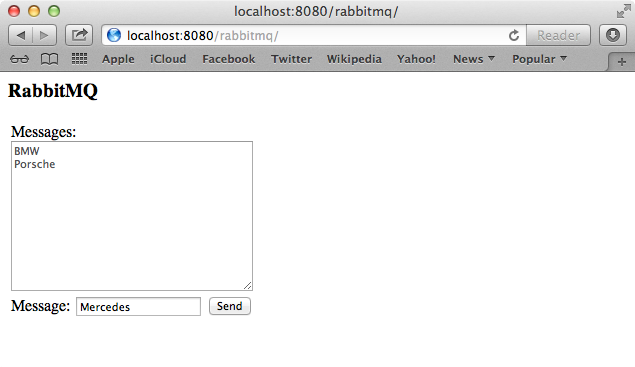 localhost:8080/rabbitmq/
localhost:8080/rabbitmq/ Reader
Apple iCloud Facebook Twitter Wikipedia Yahoo! News Popular
RabbitMQ
Messages:
BMW
Porsche
Message: Mercedes Send